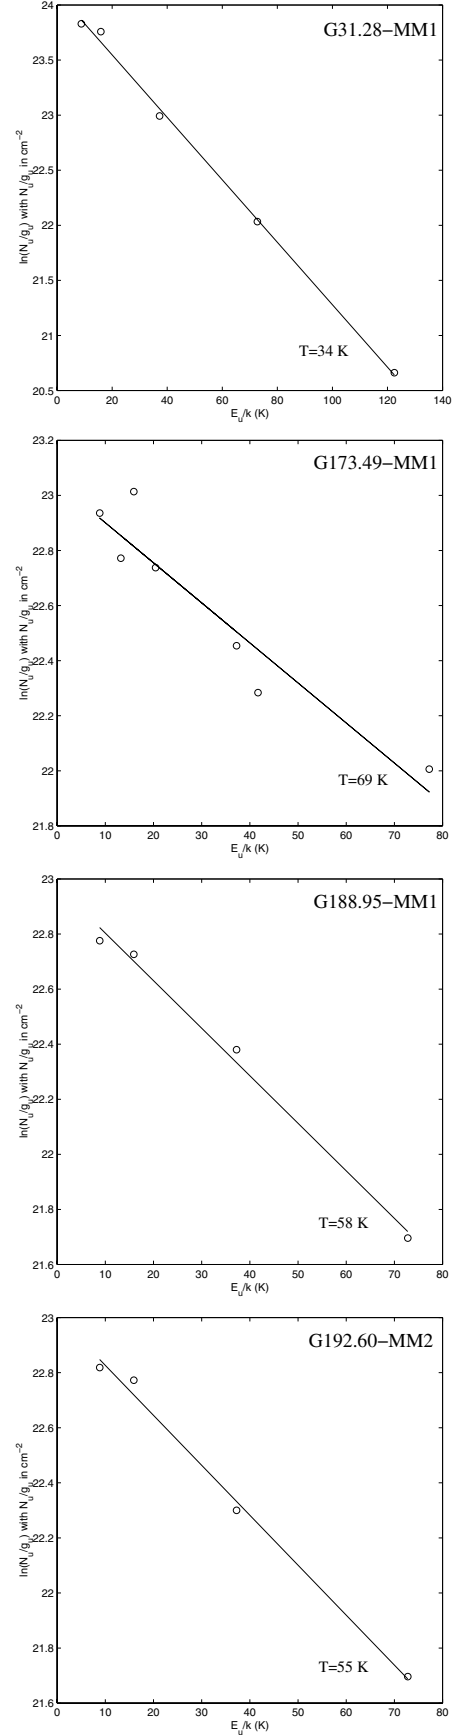 24
G31.28−MM1
23.5
23
22.5
22
21.5
21
20.5
ln(N_u/g_u) with N_u/g_u in cm⁻²
T=34 K
0 20 40 60 80 100 120 140
E_u/k (K)
23.2
G173.49−MM1
23
22.8
22.6
22.4
22.2
22
21.8
ln(N_u/g_u) with N_u/g_u in cm⁻²
T=69 K
0 10 20 30 40 50 60 70 80
E_u/k (K)
23
G188.95−MM1
22.8
22.6
22.4
22.2
22
21.8
21.6
ln(N_u/g_u) with N_u/g_u in cm⁻²
T=58 K
0 10 20 30 40 50 60 70 80
E_u/k (K)
23
G192.60−MM2
22.8
22.6
22.4
22.2
22
21.8
21.6
ln(N_u/g_u) with N_u/g_u in cm⁻²
T=55 K
0 10 20 30 40 50 60 70 80
E_u/k (K)